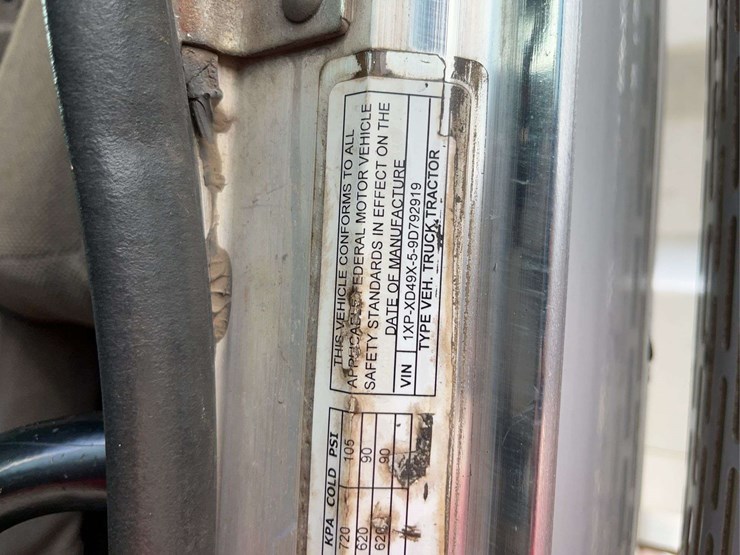 THIS VEHICLE CONFORMS TO ALL
APPLICABLE FEDERAL MOTOR VEHICLE
SAFETY STANDARDS IN EFFECT ON THE
DATE OF MANUFACTURE
VIN 1XP-XD49X-5-9D792919
TYPE VEH. TRUCK TRACTOR
KPA COLD PSI
720 105
620 90
620 90